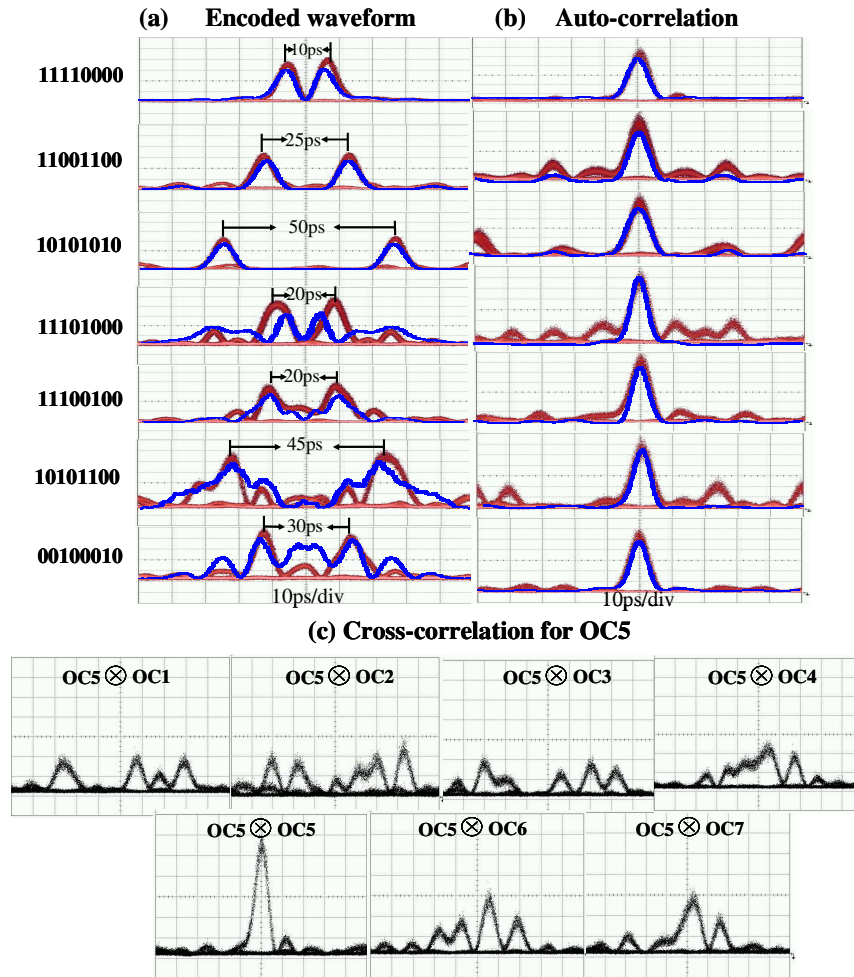 (a) Encoded waveform (b) Auto-correlation
11110000 10ps
11001100 25ps
10101010 50ps
11101000 20ps
11100100 20ps
10101100 45ps
00100010 30ps
10ps/div 10ps/div
(c) Cross-correlation for OC5
OC5 ⊗ OC1 OC5 ⊗ OC2 OC5 ⊗ OC3 OC5 ⊗ OC4
OC5 ⊗ OC5 OC5 ⊗ OC6 OC5 ⊗ OC7